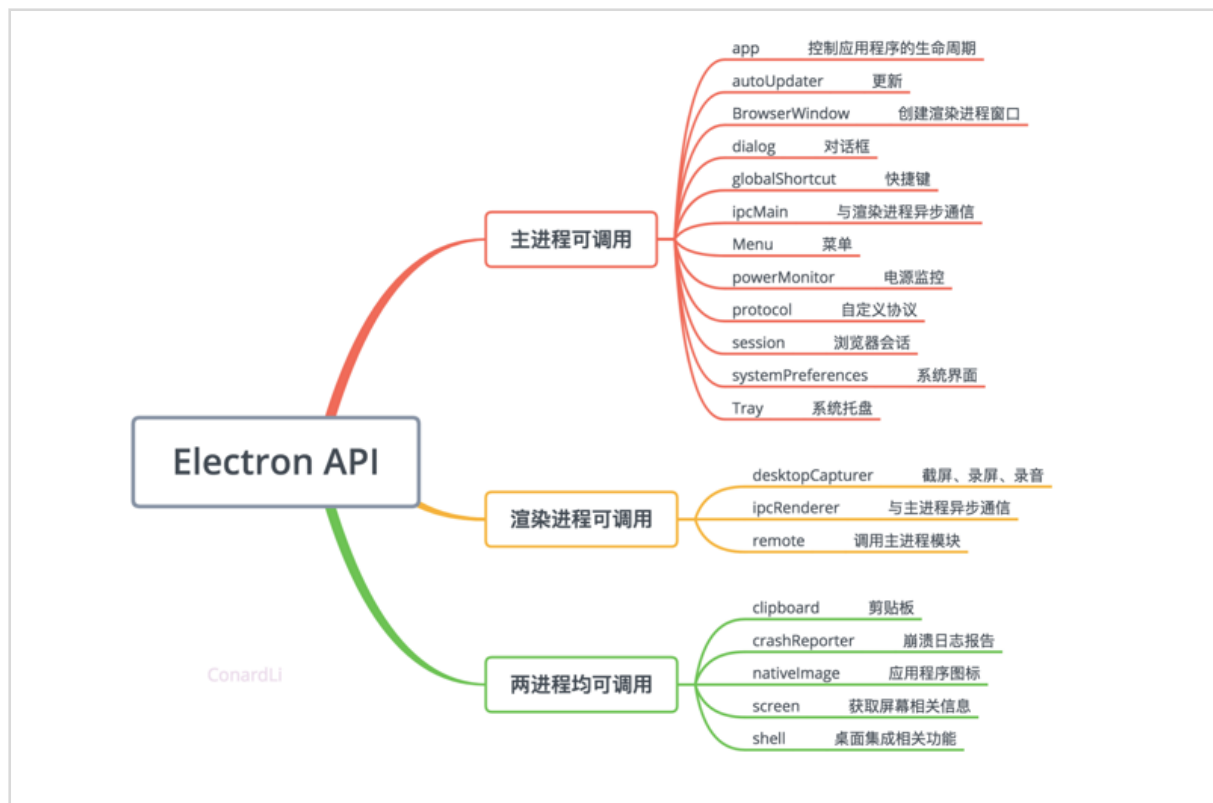 Electron API
主进程可调用
app 控制应用程序的生命周期
autoUpdater 更新
BrowserWindow 创建渲染进程窗口
dialog 对话框
globalShortcut 快捷键
ipcMain 与渲染进程异步通信
Menu 菜单
powerMonitor 电源监控
protocol 自定义协议
session 浏览器会话
systemPreferences 系统界面
Tray 系统托盘
渲染进程可调用
desktopCapturer 截屏、录屏、录音
ipcRenderer 与主进程异步通信
remote 调用主进程模块
两进程均可调用
clipboard 剪贴板
crashReporter 崩溃日志报告
nativeImage 应用程序图标
screen 获取屏幕相关信息
shell 桌面集成相关功能
ConardLi